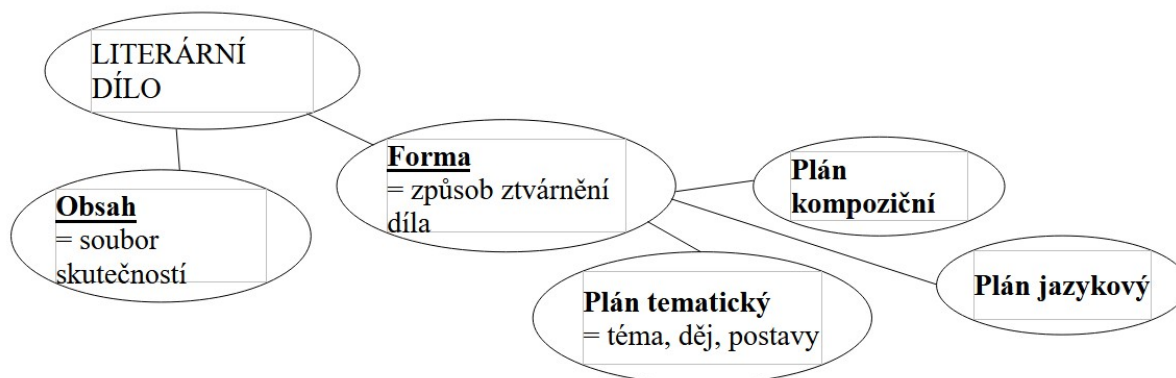 LITERÁRNÍ
DÍLO
Obsah
= soubor
skutečností
Forma
= způsob ztvárnění
díla
Plán
kompoziční
Plán tematický
= téma, děj, postavy
Plán jazykový